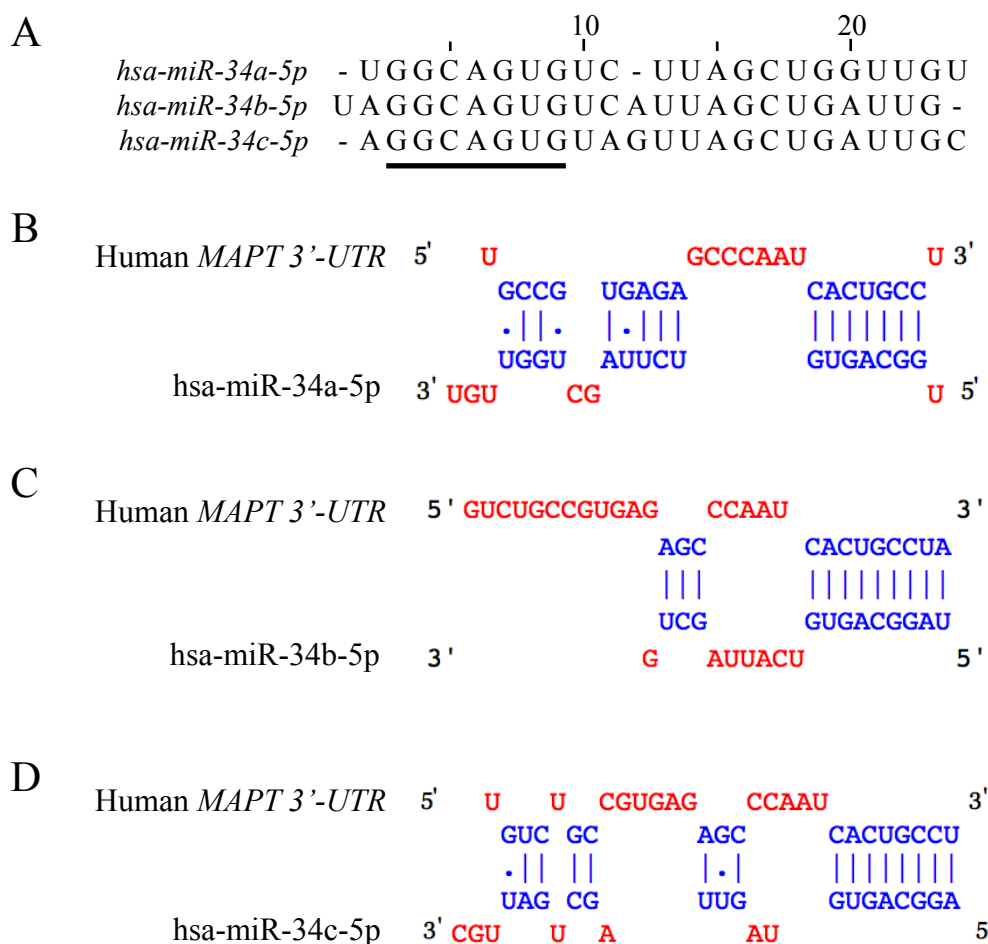 A
10 20
hsa-miR-34a-5p - U G G C A G U G U C - U U A G C U G G U U G U
hsa-miR-34b-5p U A G G C A G U G U C A U U A G C U G A U U G -
hsa-miR-34c-5p - A G G C A G U G U A G U U A G C U G A U U G C
B
Human MAPT 3’-UTR 5' U GCCCAAU U 3'
GCCG UGAGA CACUGCC
.||. |.||| |||||||
UGGU AUUCU GUGACGG
hsa-miR-34a-5p 3' UGU CG U 5'
C
Human MAPT 3’-UTR 5' GUCUGCCGUGAG CCAAU 3'
AGC CACUGCCUA
||| |||||||||
UCG GUGACGGAU
hsa-miR-34b-5p 3' G AUUACU 5'
D
Human MAPT 3’-UTR 5' U U CGUGAG CCAAU 3'
GUC GC AGC CACUGCCU
.|| || |.| ||||||||
UAG CG UUG GUGACGGA
hsa-miR-34c-5p 3' CGU U A AU 5